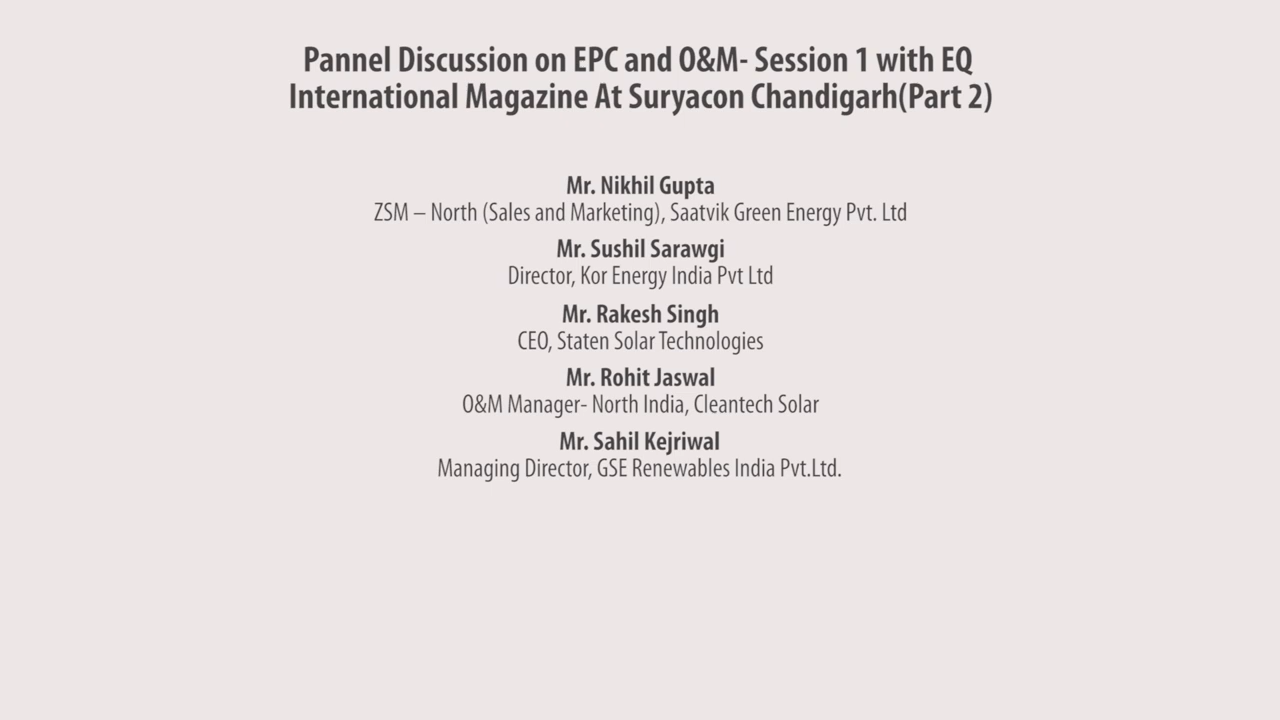 Pannel Discussion on EPC and O&M- Session 1 with EQ
International Magazine At Suryacon Chandigarh(Part 2)
Mr. Nikhil Gupta
ZSM – North (Sales and Marketing), Saatvik Green Energy Pvt. Ltd
Mr. Sushil Sarawgi
Director, Kor Energy India Pvt Ltd
Mr. Rakesh Singh
CEO, Staten Solar Technologies
Mr. Rohit Jaswal
O&M Manager- North India, Cleantech Solar
Mr. Sahil Kejriwal
Managing Director, GSE Renewables India Pvt.Ltd.